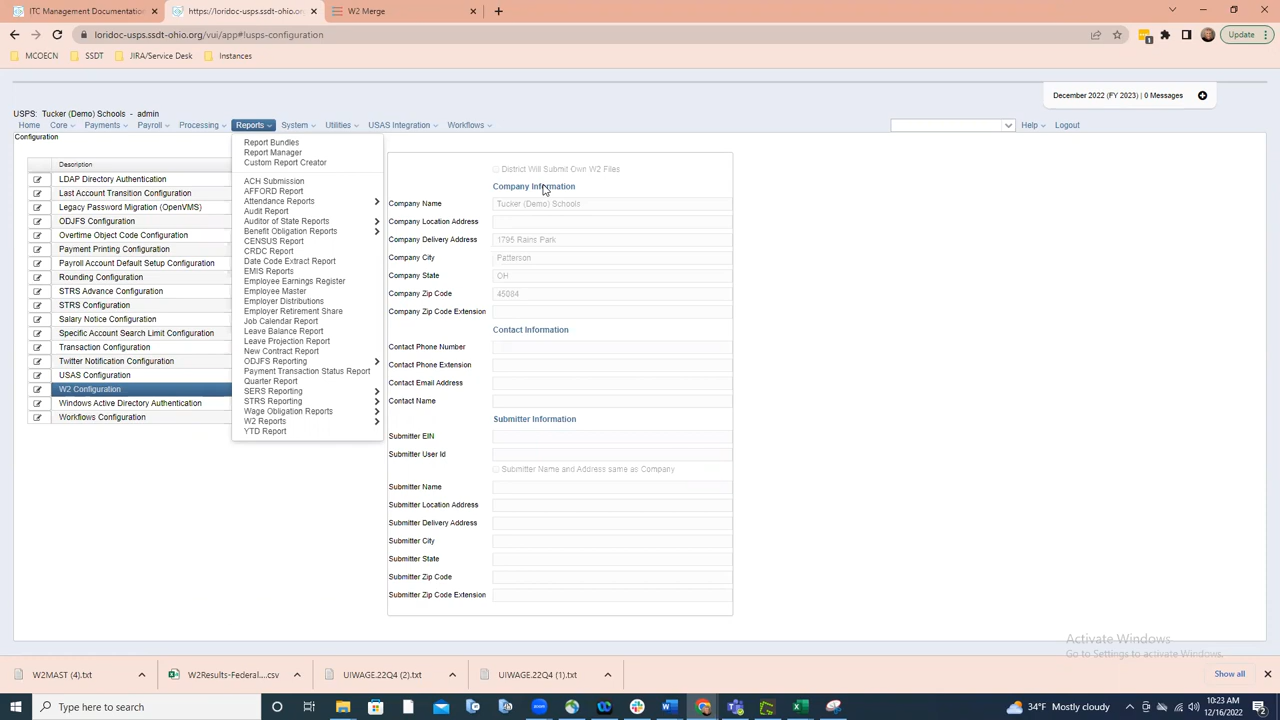 ITC Management Documentatio
https://loridoc-usps.ssdt-ohio.org
W2 Merge
loridoc-usps.ssdt-ohio.org/vui/app#!usps-configuration
1
Update
MCOECN SSDT JIRA/Service Desk Instances
December 2022 (FY 2023) | 0 Messages
USPS: Tucker (Demo) Schools - admin
Home Core Payments Payroll Processing Reports System Utilities USAS Integration Workflows Help Logout
Configuration
Description
LDAP Directory Authentication
Last Account Transition Configuration
Legacy Password Migration (OpenVMS)
ODJFS Configuration
Overtime Object Code Configuration
Payment Printing Configuration
Payroll Account Default Setup Configuration
Rounding Configuration
STRS Advance Configuration
STRS Configuration
Salary Notice Configuration
Specific Account Search Limit Configuration
Transaction Configuration
Twitter Notification Configuration
USAS Configuration
W2 Configuration
Windows Active Directory Authentication
Workflows Configuration
Report Bundles
Report Manager
Custom Report Creator
ACH Submission
AFFORD Report
Attendance Reports
Audit Report
Auditor of State Reports
Benefit Obligation Reports
CENSUS Report
CRDC Report
Date Code Extract Report
EMIS Reports
Employee Earnings Register
Employee Master
Employer Distributions
Employer Retirement Share
Job Calendar Report
Leave Balance Report
Leave Projection Report
New Contract Report
ODJFS Reporting
Payment Transaction Status Report
Quarter Report
SERS Reporting
STRS Reporting
Wage Obligation Reports
W2 Reports
YTD Report
District Will Submit Own W2 Files
Company Information
Company Name Tucker (Demo) Schools
Company Location Address
Company Delivery Address 1795 Rains Park
Company City Patterson
Company State OH
Company Zip Code 45084
Company Zip Code Extension
Contact Information
Contact Phone Number
Contact Phone Extension
Contact Email Address
Contact Name
Submitter Information
Submitter EIN
Submitter User Id
Submitter Name and Address same as Company
Submitter Name
Submitter Location Address
Submitter Delivery Address
Submitter City
Submitter State
Submitter Zip Code
Submitter Zip Code Extension
Activate Windows
Go to Settings to activate Windows.
W2MAST (4).txt
W2Results-Federal....csv
UIWAGE.22Q4 (2).txt
UIWAGE.22Q4 (1).txt
Show all
Type here to search
34°F Mostly cloudy
10:23 AM
12/16/2022
2